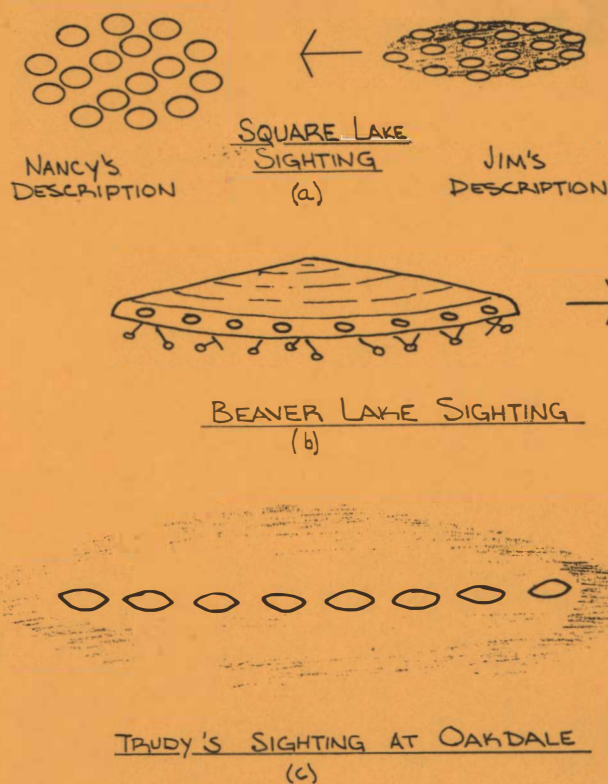 SQUARE LAKE
SIGHTING
(a)
NANCY'S
DESCRIPTION
JIM'S
DESCRIPTION
BEAVER LAKE SIGHTING
(b)
TRUDY'S SIGHTING AT OAKDALE
(c)